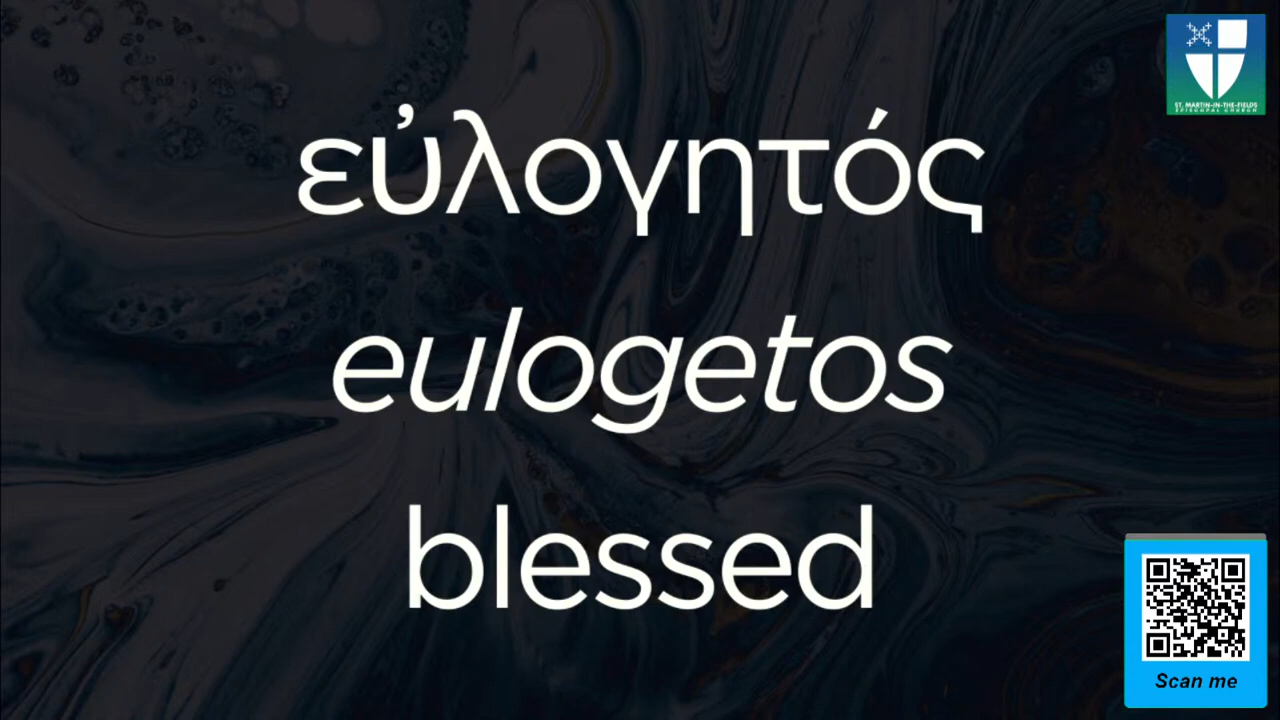 εὐλογητός
eulogetos
blessed
ST. MARTIN-IN-THE-FIELDS
EPISCOPAL CHURCH
Scan me